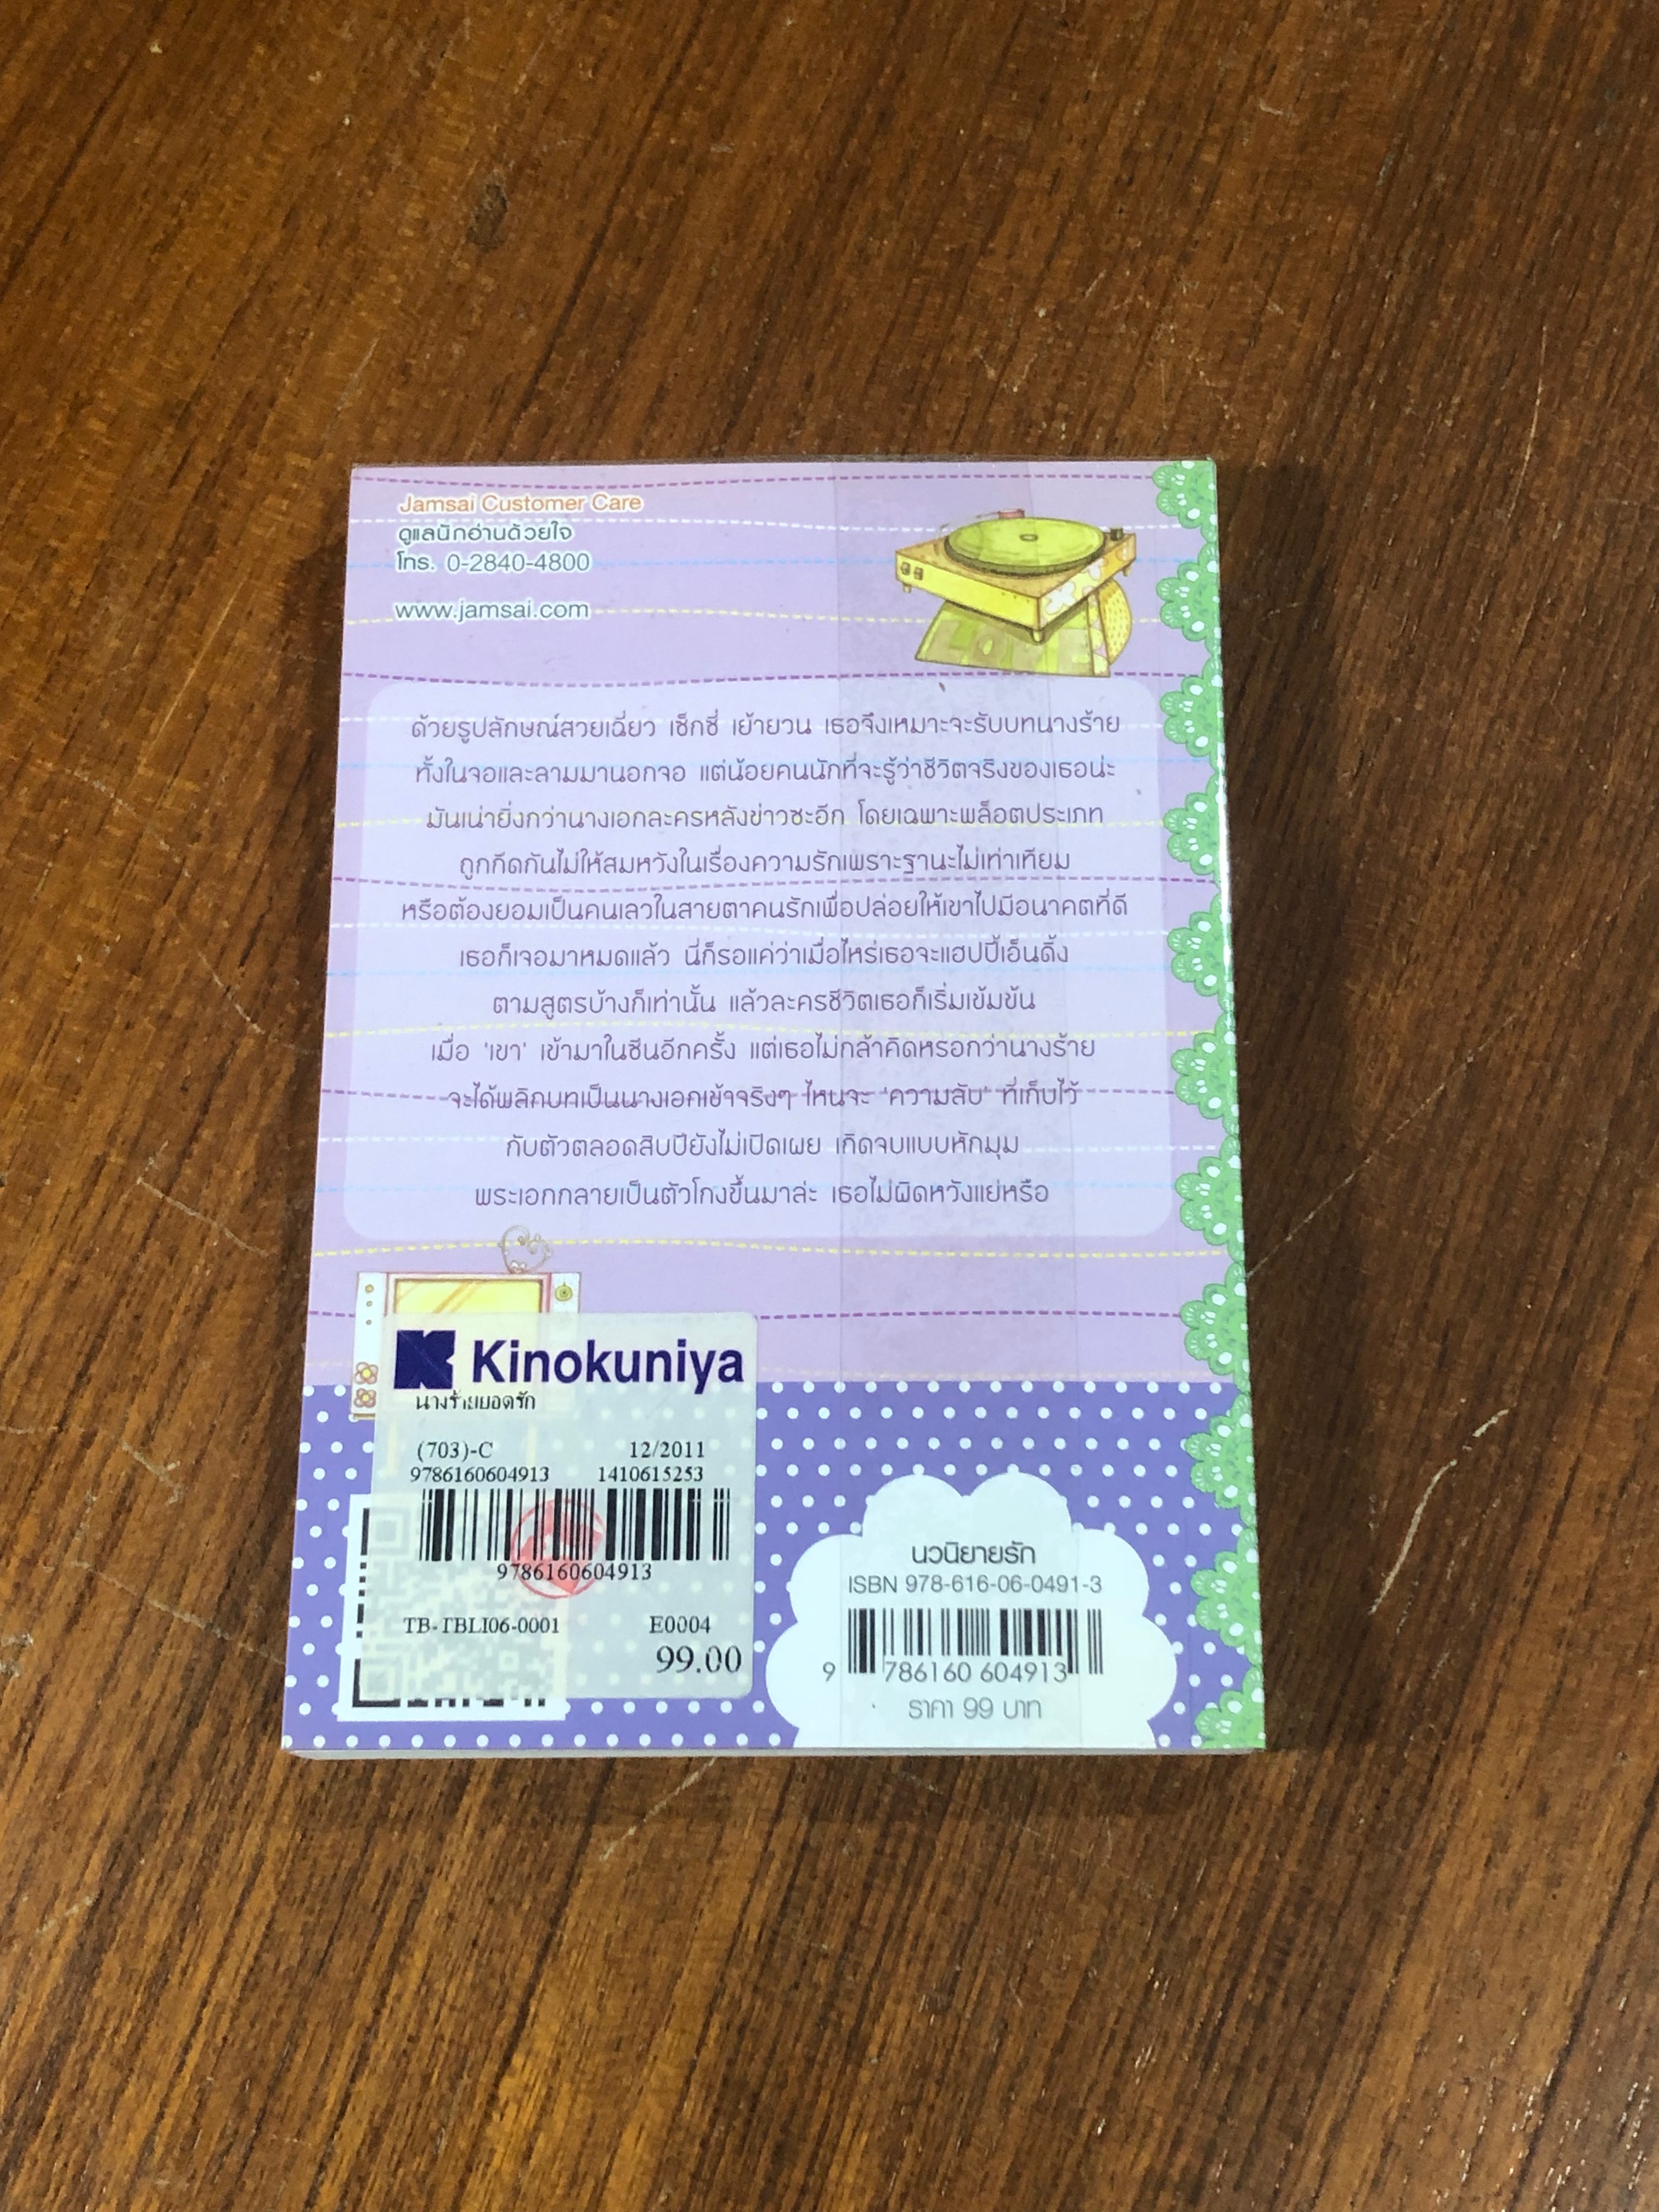 Jamsai Customer Care
ดูแลนักอ่านด้วยใจ
โทร. 0-2840-4800
www.jamsai.com
ด้วยรูปลักษณ์สวยเฉี่ยว เซ็กซี่ เย้ายวน เธอจึงเหมาะจะรับบทนางร้าย
ทั้งในจอและลามมานอกจอ แต่น้อยคนนักที่จะรู้ว่าชีวิตจริงของเธอน่ะ
มันเน่ายิ่งกว่านางเอกละครหลังข่าวซะอีก โดยเฉพาะพล็อตประเภท
ถูกกีดกันไม่ให้สมหวังในเรื่องความรักเพราะฐานะไม่เท่าเทียม
หรือต้องยอมเป็นคนเลวในสายตาคนรักเพื่อปล่อยให้เขาไปมีอนาคตที่ดี
เธอก็เจอมาหมดแล้ว นี่ก็รอแค่ว่าเมื่อไหร่เธอจะแฮปปี้เอ็นดิ้ง
ตามสูตรบ้างก็เท่านั้น แล้วละครชีวิตเธอก็เริ่มเข้มข้น
เมื่อ 'เขา' เข้ามาในซีนอีกครั้ง แต่เธอไม่กล้าคิดหรอกว่านางร้าย
จะได้พลิกบทเป็นนางเอกเข้าจริงๆ ไหนจะ 'ความลับ' ที่เก็บไว้
กับตัวตลอดสิบปียังไม่เปิดเผย เกิดจบแบบหักมุม
พระเอกกลายเป็นตัวโกงขึ้นมาล่ะ เธอไม่ผิดหวังแย่หรือ
Kinokuniya
นางร้ายยอดรัก
(703)-C 12/2011
9786160604913 1410615253
9786160604913
TB-TBLI06-0001 E0004
99.00
นวนิยายรัก
ISBN 978-616-06-0491-3
9 786160 604913
ราคา 99 บาท